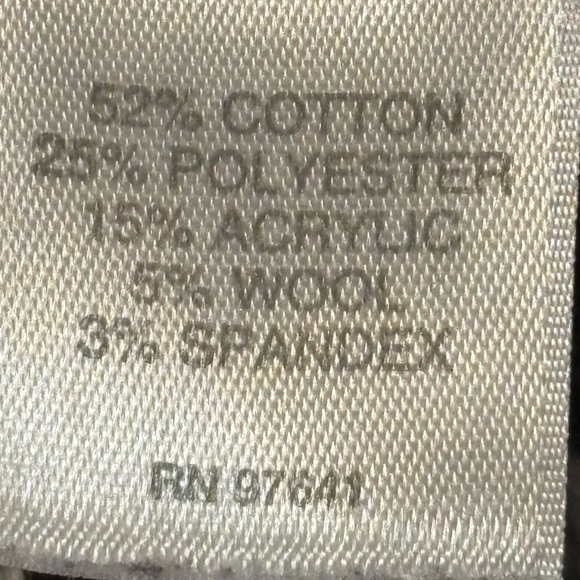 52% COTTON
25% POLYESTER
15% ACRYLIC
5% WOOL
3% SPANDEX
RN 97641